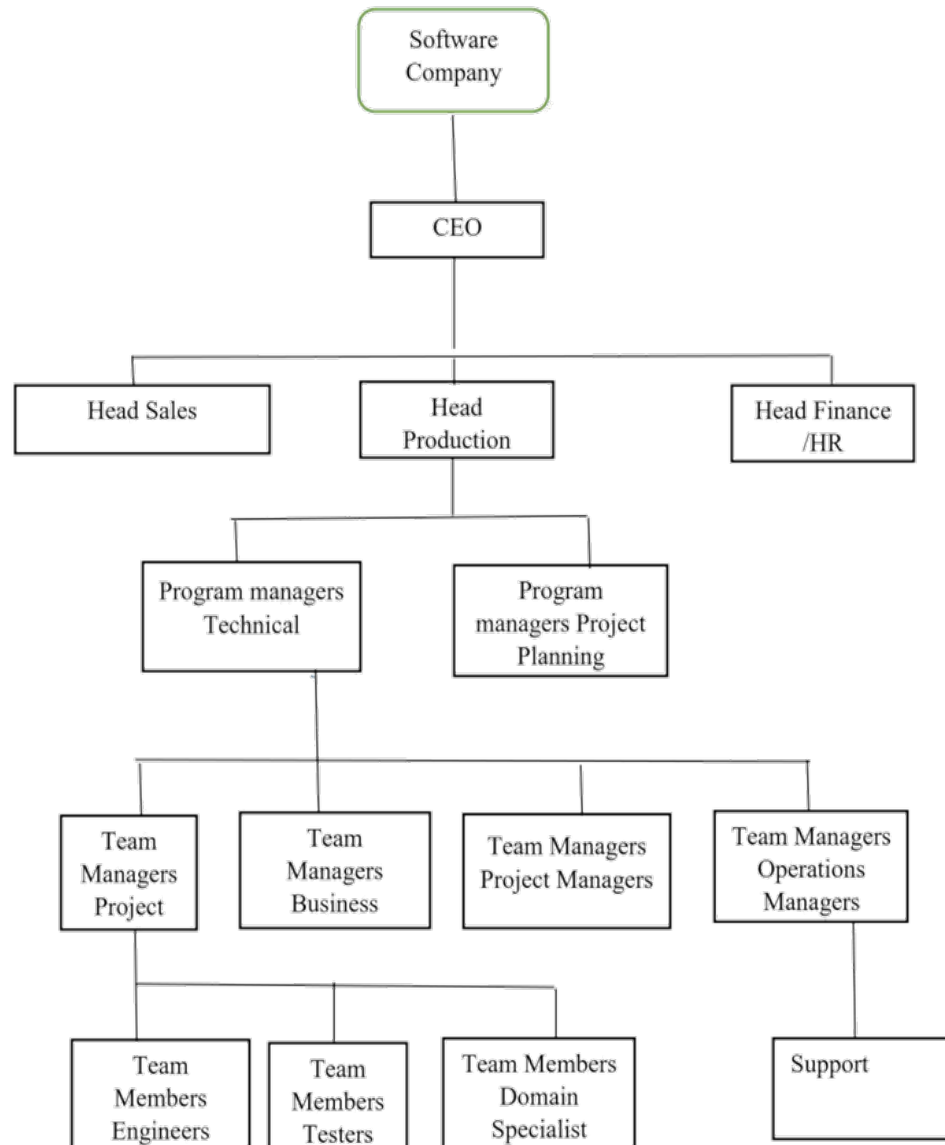 Software
Company
CEO
Head Sales
Head
Production
Head Finance
/HR
Program managers
Technical
Program
managers Project
Planning
Team
Managers
Project
Team
Managers
Business
Team Managers
Project Managers
Team Managers
Operations
Managers
Team
Members
Engineers
Team
Members
Testers
Team Members
Domain
Specialist
Support